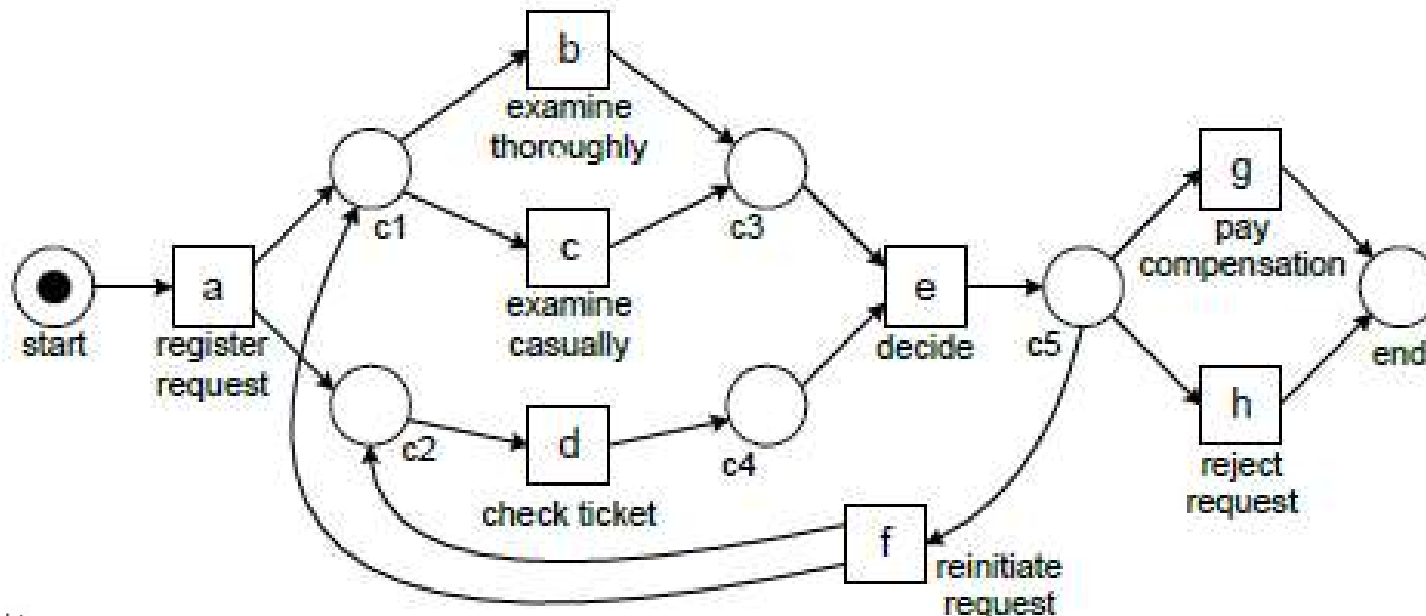 b
examine
thoroughly
c1
c
examine
casually
c3
g
pay
compensation
start
a
register
request
e
decide
c5
end
c2
d
check ticket
c4
h
reject
request
f
reinitiate
request